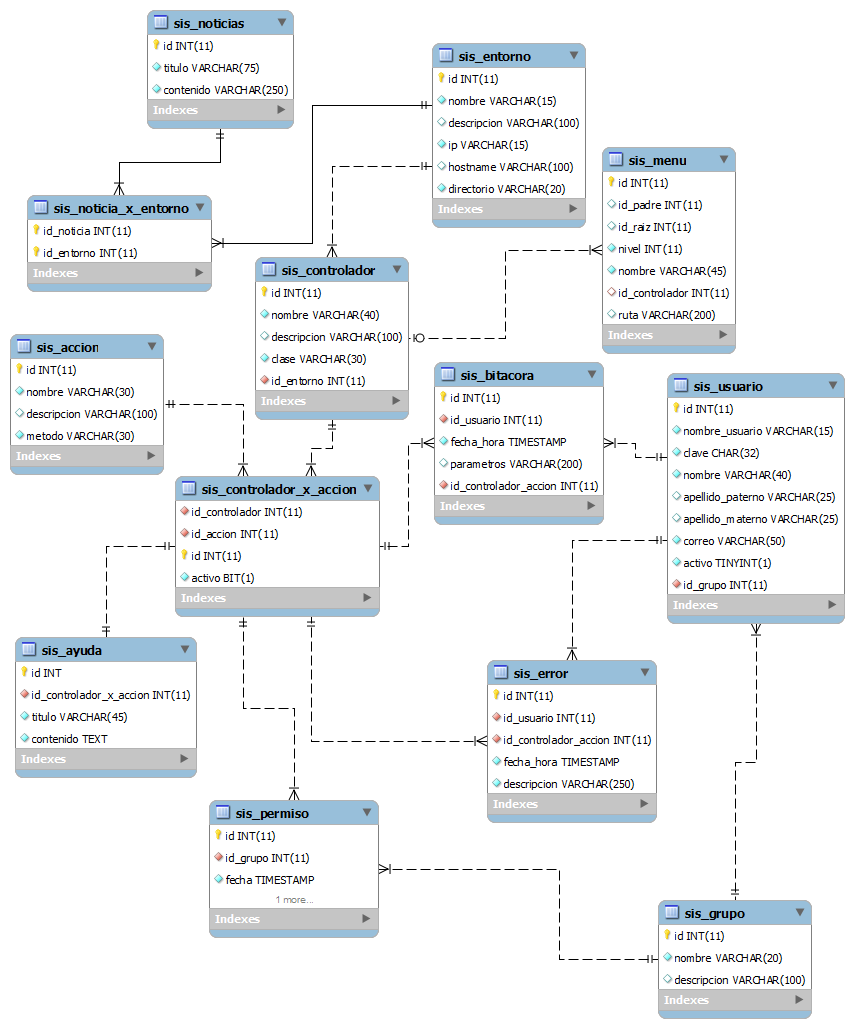 sis_noticias
id INT(11)
titulo VARCHAR(75)
contenido VARCHAR(250)
Indexes
sis_entorno
id INT(11)
nombre VARCHAR(15)
descripcion VARCHAR(100)
ip VARCHAR(15)
hostname VARCHAR(100)
directorio VARCHAR(20)
Indexes
sis_menu
id INT(11)
id_padre INT(11)
id_raiz INT(11)
nivel INT(11)
nombre VARCHAR(45)
id_controlador INT(11)
ruta VARCHAR(200)
Indexes
sis_noticia_x_entorno
id_noticia INT(11)
id_entorno INT(11)
Indexes
sis_controlador
id INT(11)
nombre VARCHAR(40)
descripcion VARCHAR(100)
clase VARCHAR(30)
id_entorno INT(11)
Indexes
sis_accion
id INT(11)
nombre VARCHAR(30)
descripcion VARCHAR(100)
metodo VARCHAR(30)
Indexes
sis_bitacora
id INT(11)
id_usuario INT(11)
fecha_hora TIMESTAMP
parametros VARCHAR(200)
id_controlador_accion INT(11)
Indexes
sis_usuario
id INT(11)
nombre_usuario VARCHAR(15)
clave CHAR(32)
nombre VARCHAR(40)
apellido_paterno VARCHAR(25)
apellido_materno VARCHAR(25)
correo VARCHAR(50)
activo TINYINT(1)
id_grupo INT(11)
Indexes
sis_controlador_x_accion
id_controlador INT(11)
id_accion INT(11)
id INT(11)
activo BIT(1)
Indexes
sis_ayuda
id INT
id_controlador_x_accion INT(11)
titulo VARCHAR(45)
contenido TEXT
Indexes
sis_error
id INT(11)
id_usuario INT(11)
id_controlador_accion INT(11)
fecha_hora TIMESTAMP
descripcion VARCHAR(250)
Indexes
sis_permiso
id INT(11)
id_grupo INT(11)
fecha TIMESTAMP
1 more...
Indexes
sis_grupo
id INT(11)
nombre VARCHAR(20)
descripcion VARCHAR(100)
Indexes